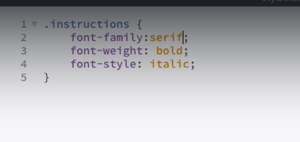 1 .instructions {
2 font-family:serif;
3 font-weight: bold;
4 font-style: italic;
5 }